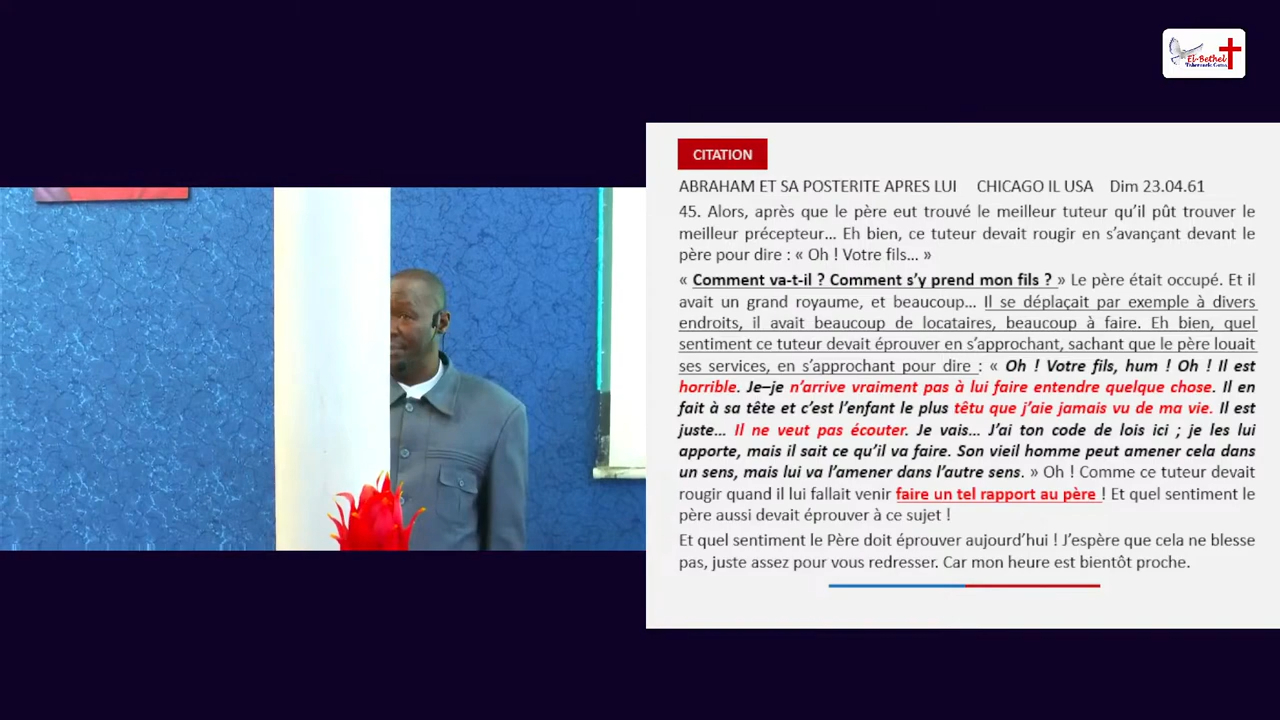 El-Bethel
CITATION
ABRAHAM ET SA POSTERITE APRES LUI CHICAGO IL USA Dim 23.04.61
45. Alors, après que le père eut trouvé le meilleur tuteur qu’il pût trouver le
meilleur précepteur… Eh bien, ce tuteur devait rougir en s’avançant devant le
père pour dire : « Oh ! Votre fils… »
« Comment va-t-il ? Comment s’y prend mon fils ? » Le père était occupé. Et il
avait un grand royaume, et beaucoup… Il se déplaçait par exemple à divers
endroits, il avait beaucoup de locataires, beaucoup à faire. Eh bien, quel
sentiment ce tuteur devait éprouver en s’approchant, sachant que le père louait
ses services, en s’approchant pour dire : « Oh ! Votre fils, hum ! Oh ! Il est
horrible. Je–je n’arrive vraiment pas à lui faire entendre quelque chose. Il en
fait à sa tête et c’est l’enfant le plus têtu que j’aie jamais vu de ma vie. Il est
juste… Il ne veut pas écouter. Je vais… J’ai ton code de lois ici ; je les lui
apporte, mais il sait ce qu’il va faire. Son vieil homme peut amener cela dans
un sens, mais lui va l’amener dans l’autre sens. » Oh ! Comme ce tuteur devait
rougir quand il lui fallait venir faire un tel rapport au père ! Et quel sentiment le
père aussi devait éprouver à ce sujet !
Et quel sentiment le Père doit éprouver aujourd’hui ! J’espère que cela ne blesse
pas, juste assez pour vous redresser. Car mon heure est bientôt proche.